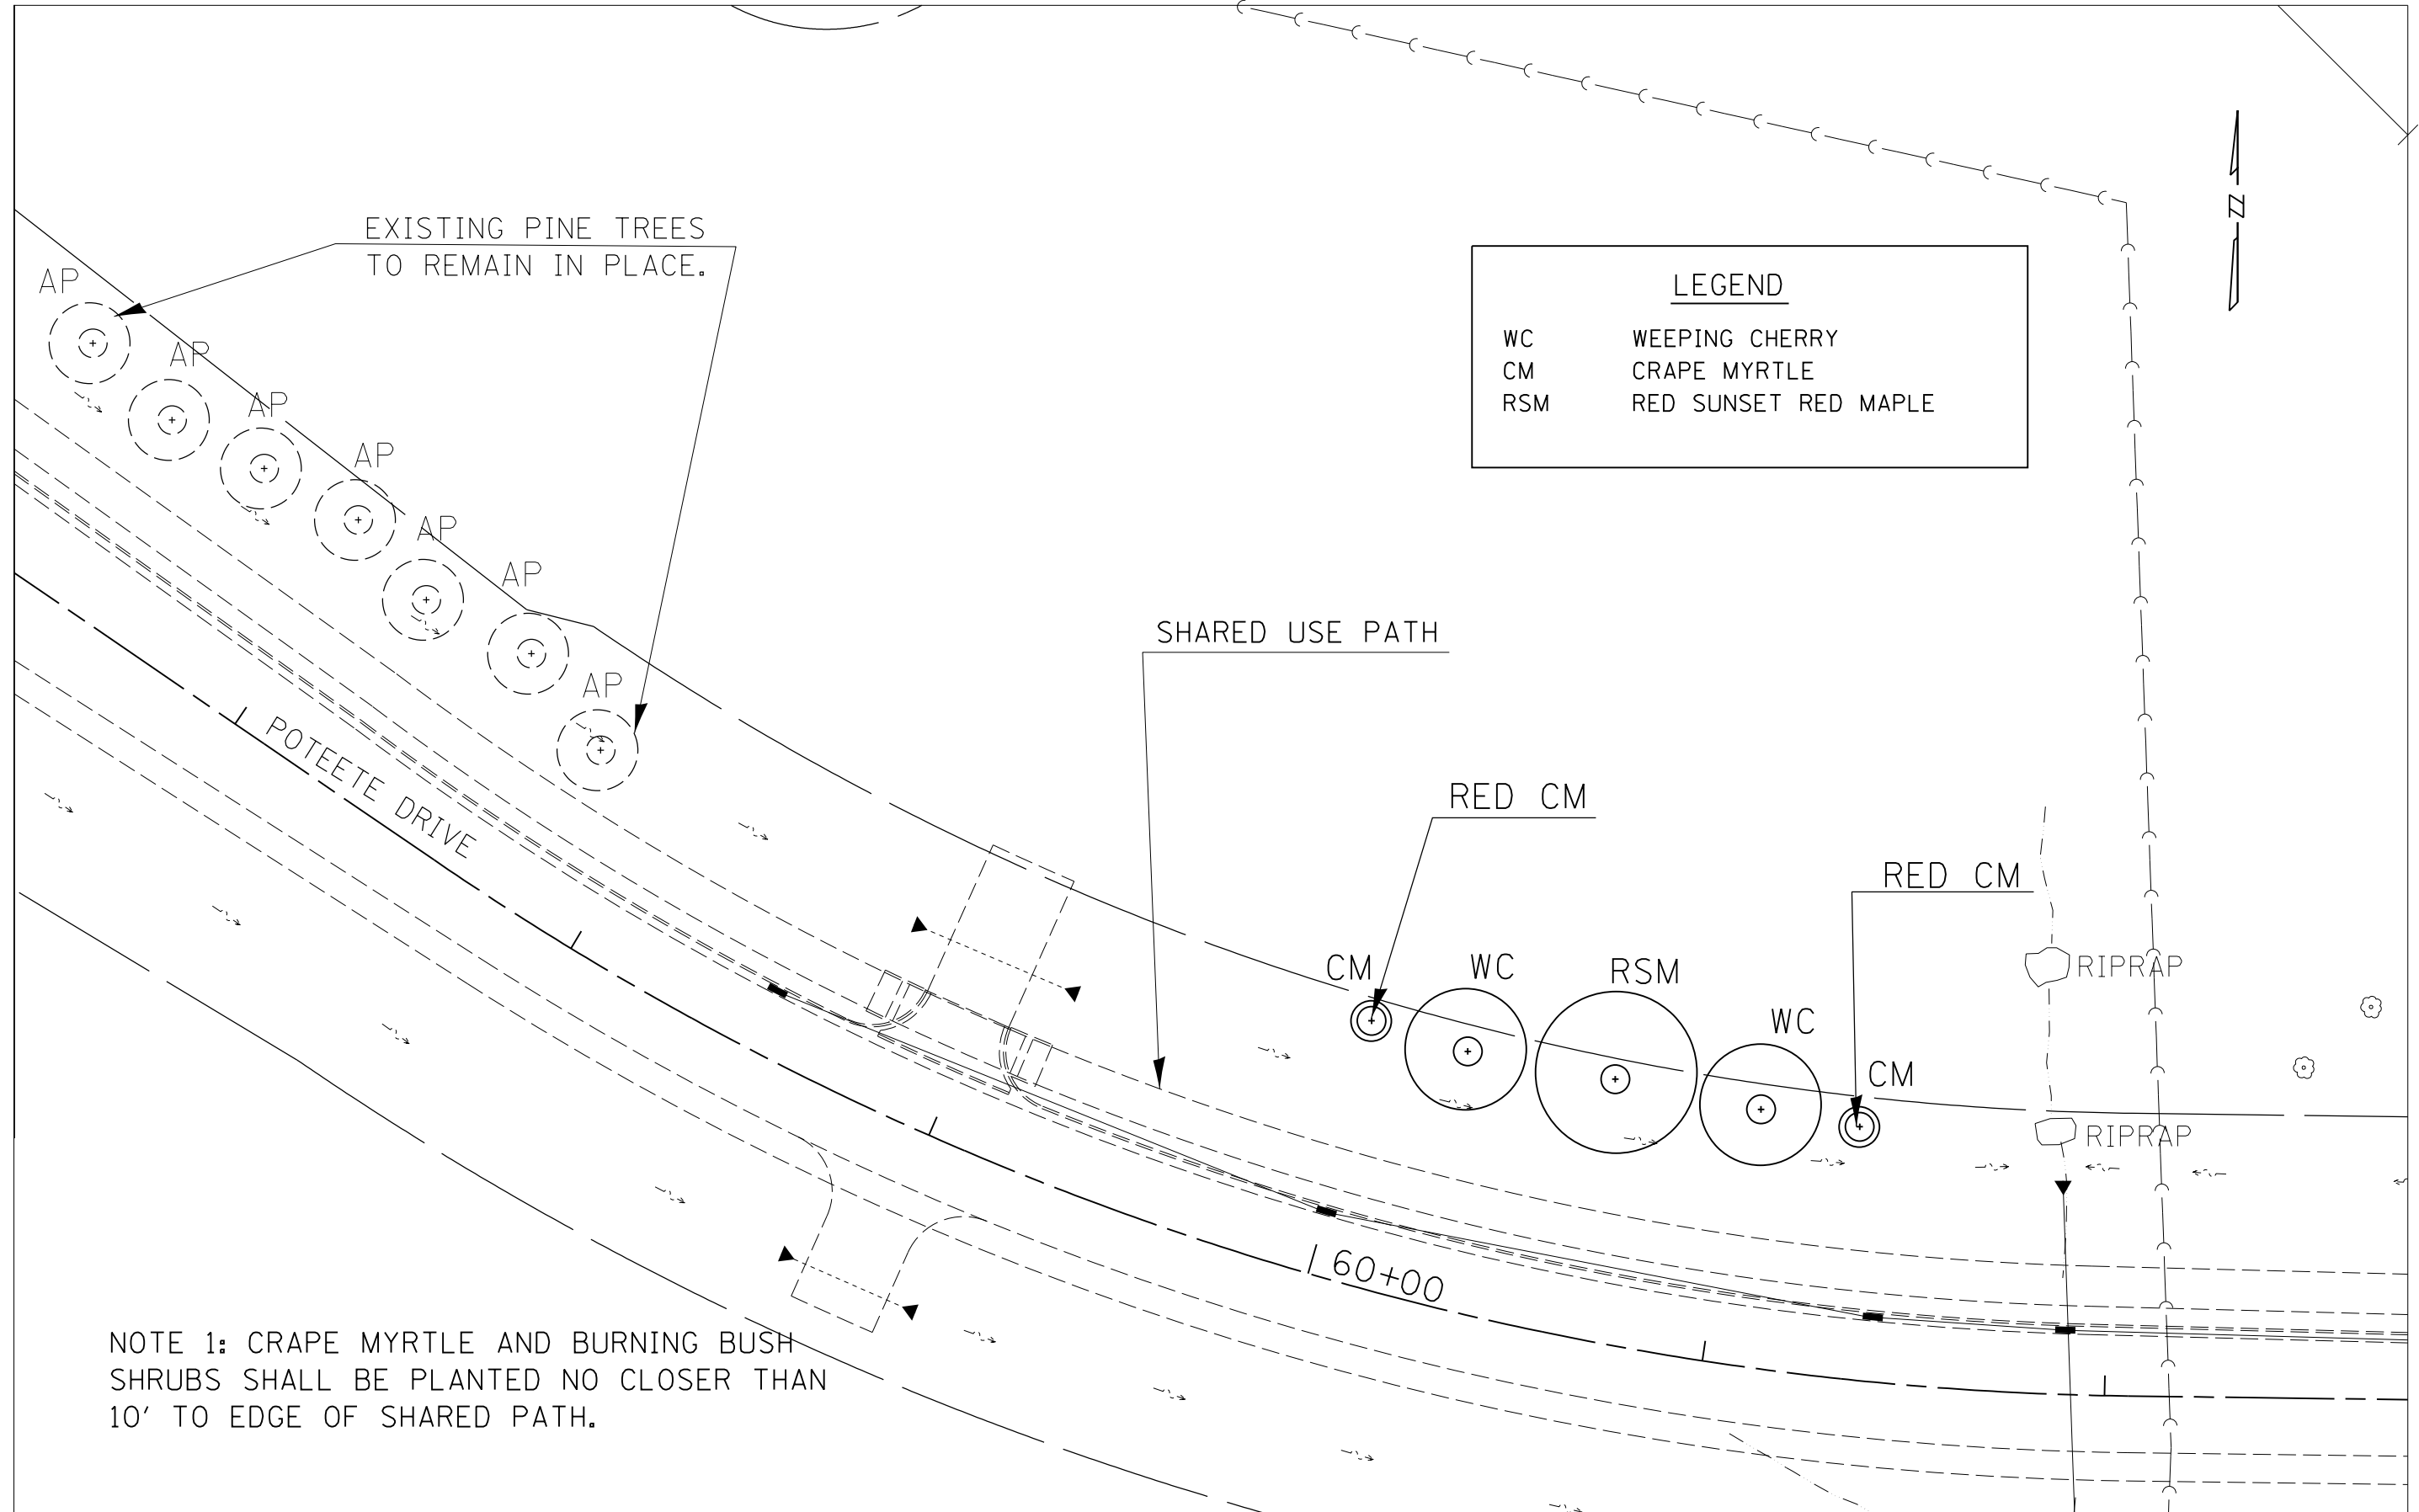 EXISTING PINE TREES
TO REMAIN IN PLACE.
AP
AP
AP
AP
AP
AP
AP
N
LEGEND
WC WEEPING CHERRY
CM CRAPE MYRTLE
RSM RED SUNSET RED MAPLE
SHARED USE PATH
POTEETE DRIVE
RED CM
RED CM
CM
WC
RSM
WC
CM
RIPRAP
RIPRAP
60+00
NOTE 1: CRAPE MYRTLE AND BURNING BUSH
SHRUBS SHALL BE PLANTED NO CLOSER THAN
10' TO EDGE OF SHARED PATH.